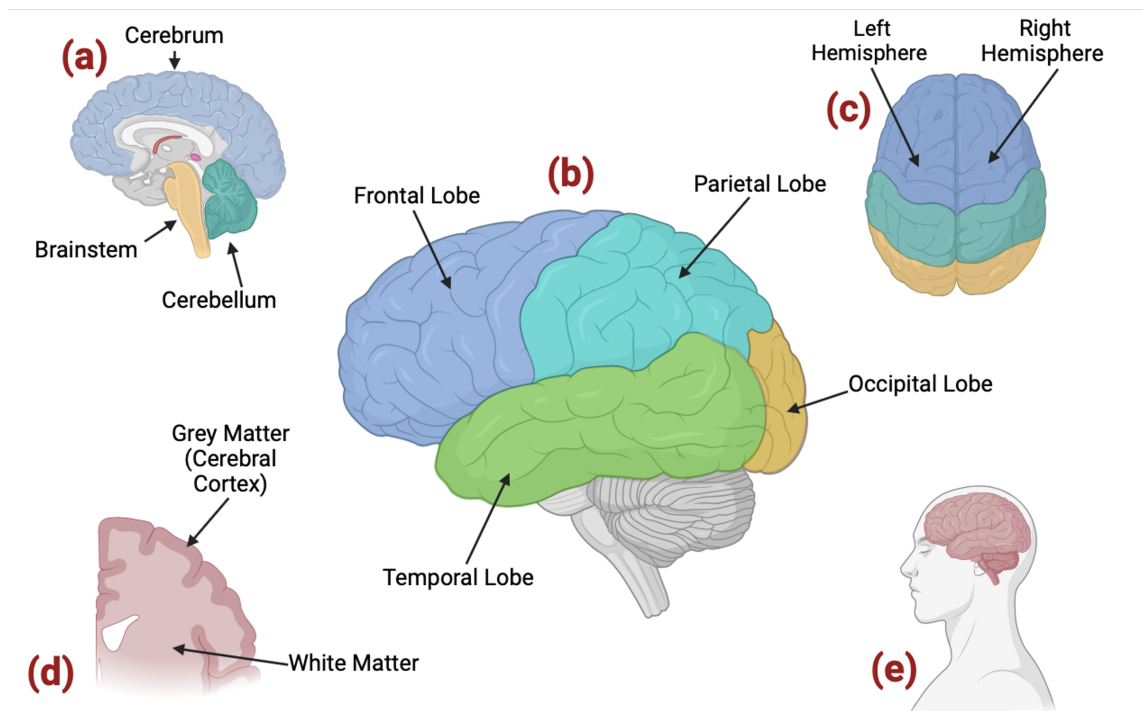 (a)
Cerebrum
Brainstem
Cerebellum
(b)
Frontal Lobe
Parietal Lobe
Occipital Lobe
Temporal Lobe
(c)
Left
Hemisphere
Right
Hemisphere
(d)
Grey Matter
(Cerebral
Cortex)
White Matter
(e)